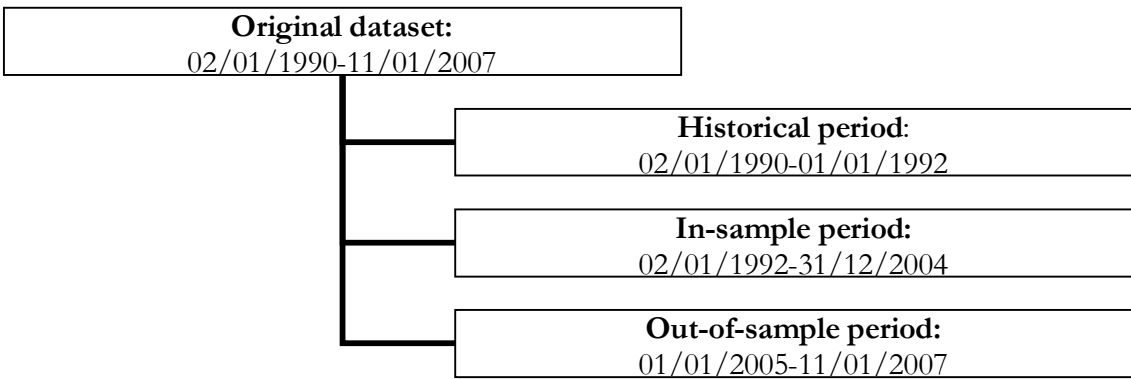 Original dataset:
02/01/1990-11/01/2007
Historical period:
02/01/1990-01/01/1992
In-sample period:
02/01/1992-31/12/2004
Out-of-sample period:
01/01/2005-11/01/2007